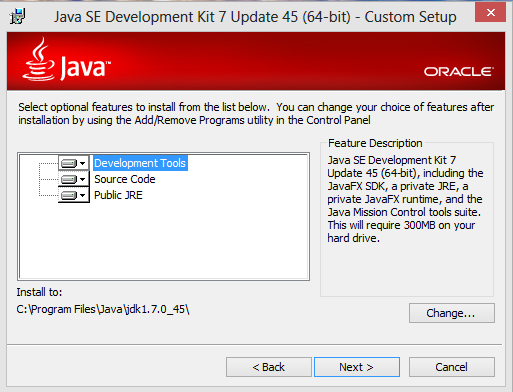 Java SE Development Kit 7 Update 45 (64-bit) - Custom Setup
Java™
ORACLE
Select optional features to install from the list below. You can change your choice of features after
installation by using the Add/Remove Programs utility in the Control Panel
Development Tools
Source Code
Public JRE
Feature Description
Java SE Development Kit 7
Update 45 (64-bit), including the
JavaFX SDK, a private JRE, a
private JavaFX runtime, and the
Java Mission Control tools suite.
This will require 300MB on your
hard drive.
Install to:
C:\Program Files\Java\jdk1.7.0_45\
Change...
< Back
Next >
Cancel